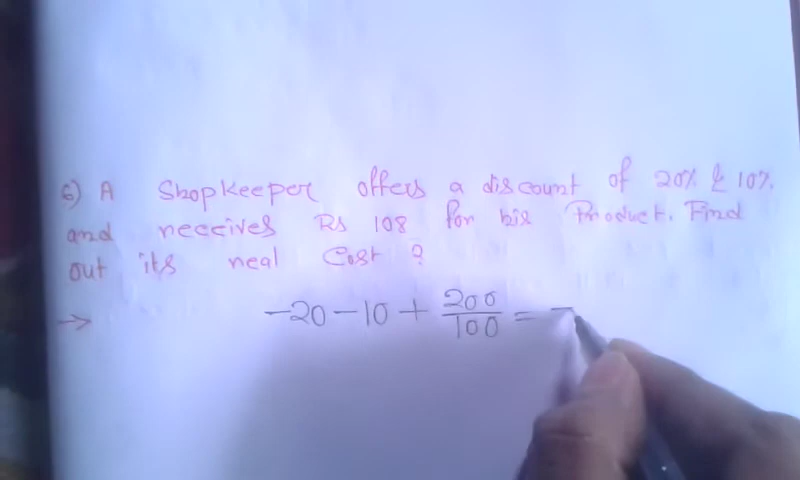 6) A Shopkeeper offers a discount of 20% & 10%
and receives Rs 108 for his Product. Find
out its real Cost ?
→ -20-10+200/100 = -